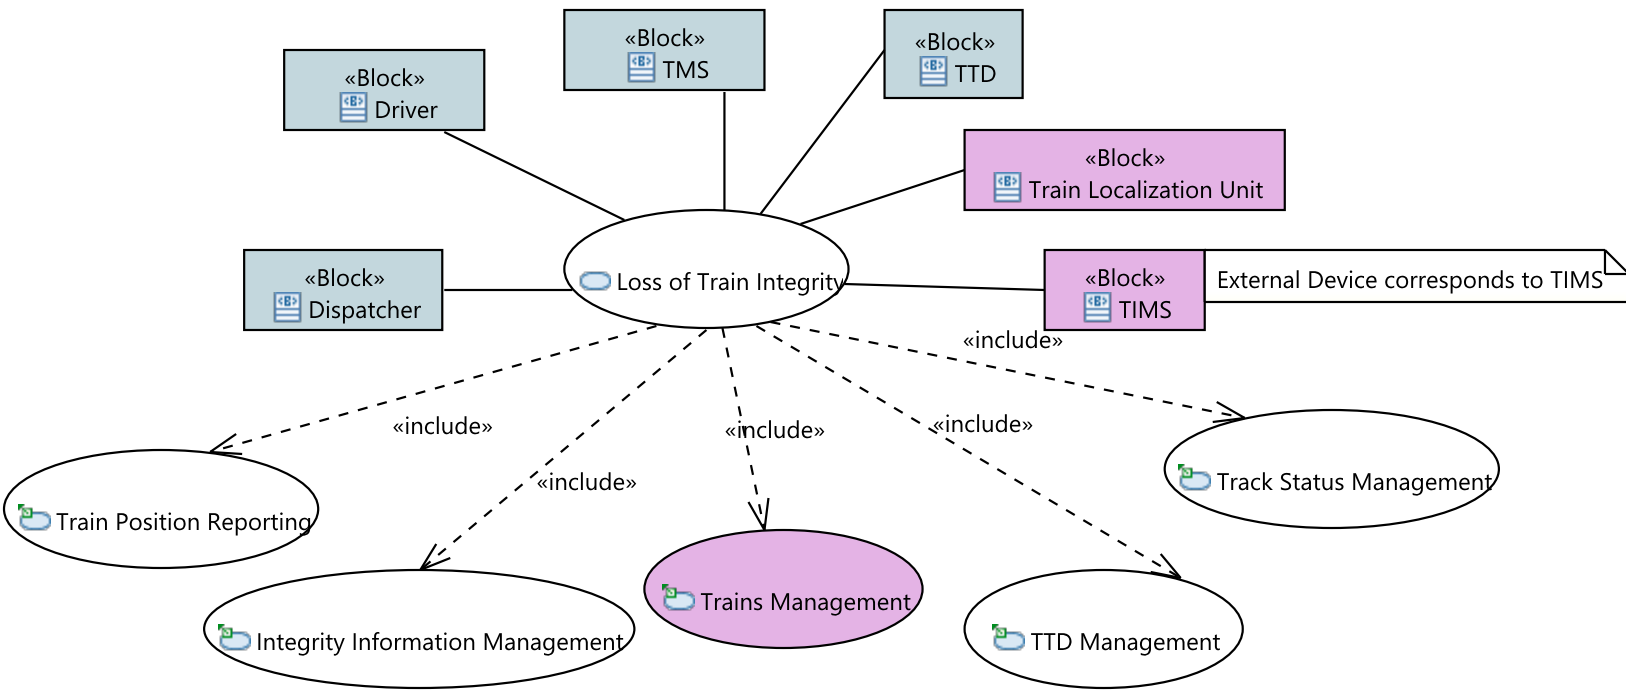 «Block»
TMS
«Block»
TTD
«Block»
Driver
«Block»
Train Localization Unit
«Block»
Dispatcher
Loss of Train Integrity
«Block»
TIMS
External Device corresponds to TIMS
«include»
«include»
«include»
«include»
«include»
Track Status Management
Train Position Reporting
Trains Management
Integrity Information Management
TTD Management